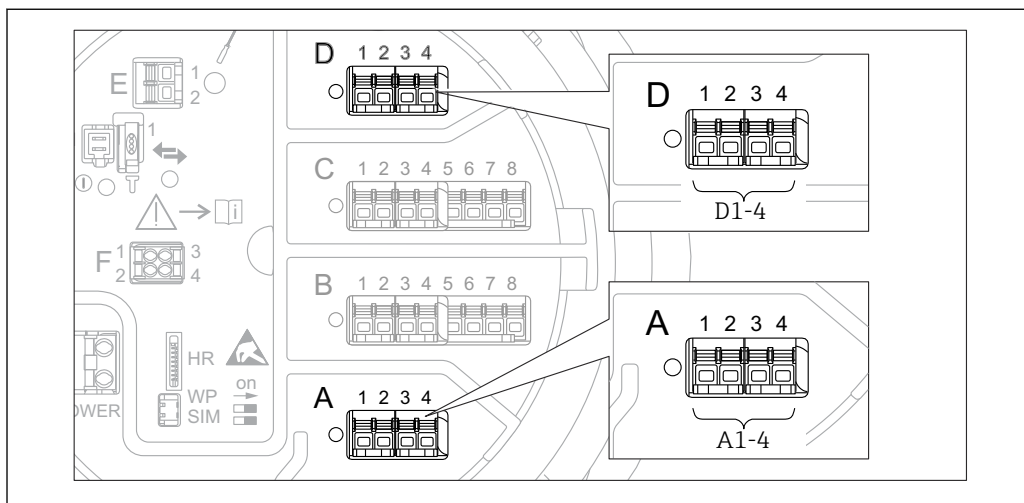 D 1 2 3 4
E 1
2
D 1 2 3 4
D1-4
1
C 1 2 3 4 5 6 7 8
i
F 1 3
2 4
B 1 2 3 4 5 6 7 8
A 1 2 3 4
A1-4
HR
WP on
SIM
OWER
A 1 2 3 4